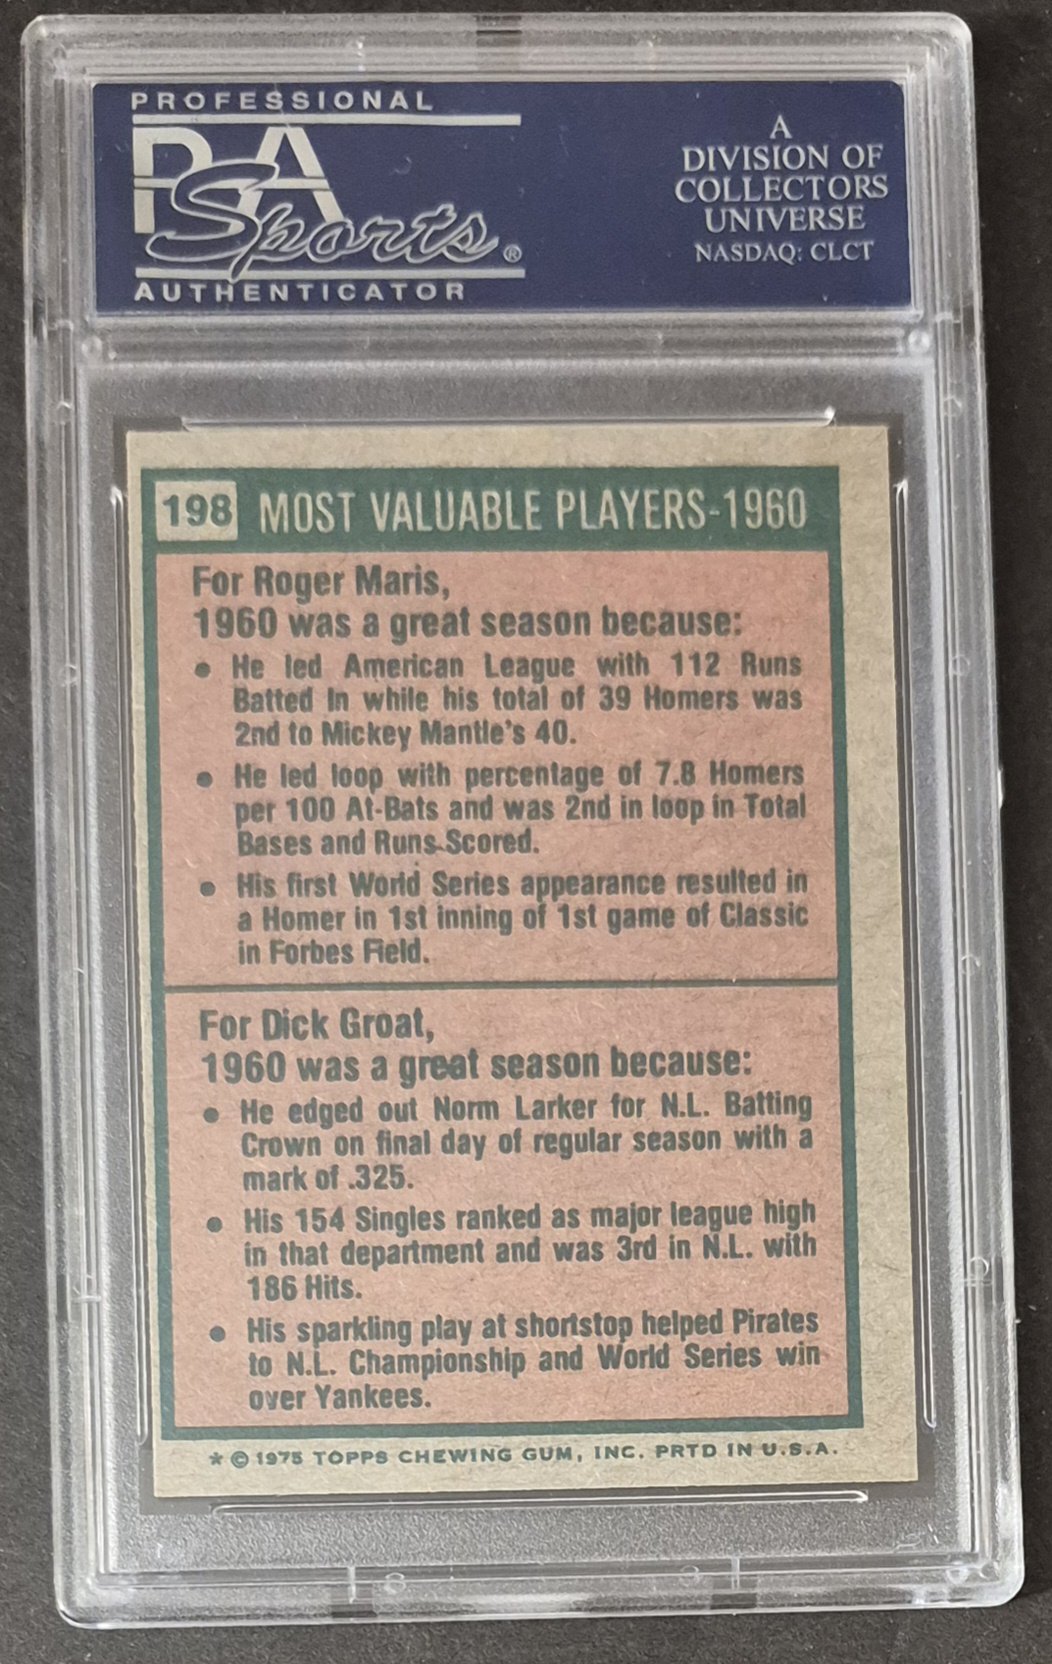 PROFESSIONAL
PSA
Sports®
AUTHENTICATOR
A
DIVISION OF
COLLECTORS
UNIVERSE
NASDAQ: CLCT
198 MOST VALUABLE PLAYERS-1960
For Roger Maris,
1960 was a great season because:
• He led American League with 112 Runs
Batted In while his total of 39 Homers was
2nd to Mickey Mantle's 40.
• He led loop with percentage of 7.8 Homers
per 100 At-Bats and was 2nd in loop in Total
Bases and Runs Scored.
• His first World Series appearance resulted in
a Homer in 1st inning of 1st game of Classic
in Forbes Field.
For Dick Groat,
1960 was a great season because:
• He edged out Norm Larker for N.L. Batting
Crown on final day of regular season with a
mark of .325.
• His 154 Singles ranked as major league high
in that department and was 3rd in N.L. with
186 Hits.
• His sparkling play at shortstop helped Pirates
to N.L. Championship and World Series win
over Yankees.
* © 1975 TOPPS CHEWING GUM, INC. PRTD IN U.S.A.